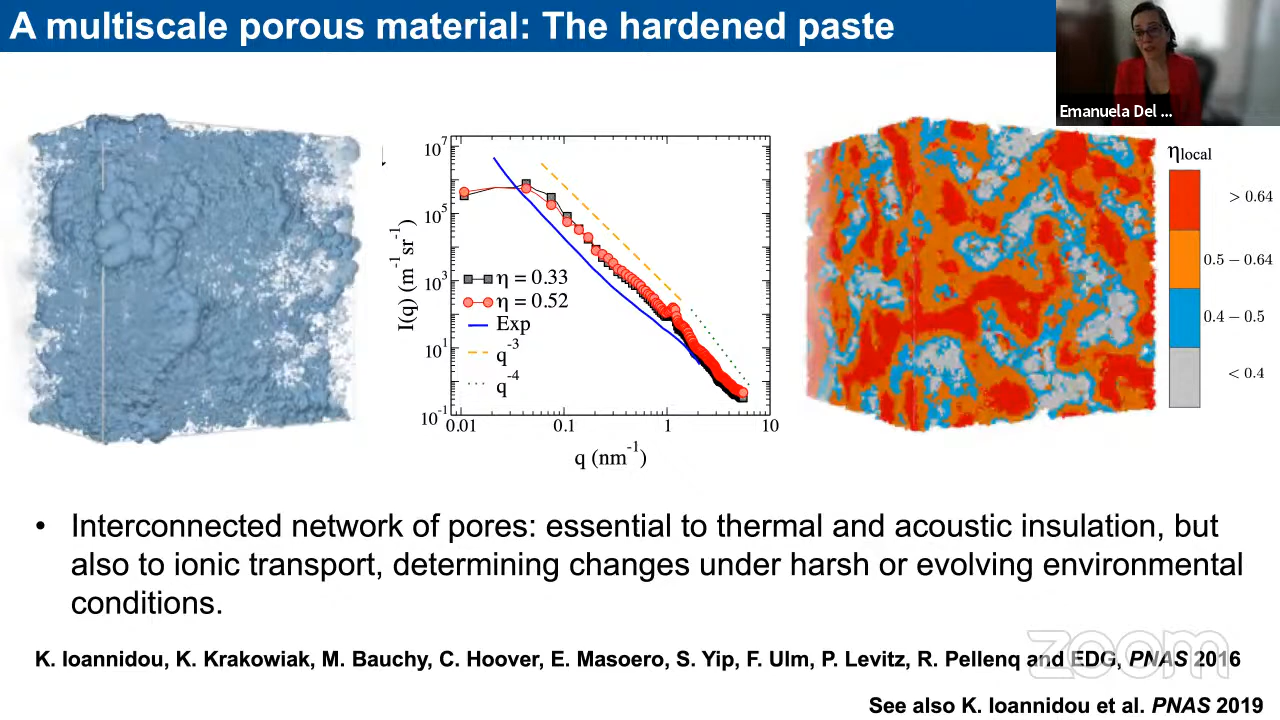 A multiscale porous material: The hardened paste
Emanuela Del ...
10^7
10^5
10^3
10^1
10^-1
I(q) (m^-1 sr^-1)
η = 0.33
η = 0.52
Exp
q^-3
q^-4
0.01 0.1 1 10
q (nm^-1)
η_local
> 0.64
0.5 − 0.64
0.4 − 0.5
< 0.4
• Interconnected network of pores: essential to thermal and acoustic insulation, but
also to ionic transport, determining changes under harsh or evolving environmental
conditions.
K. Ioannidou, K. Krakowiak, M. Bauchy, C. Hoover, E. Masoero, S. Yip, F. Ulm, P. Levitz, R. Pellenq and EDG, PNAS 2016
zoom
See also K. Ioannidou et al. PNAS 2019